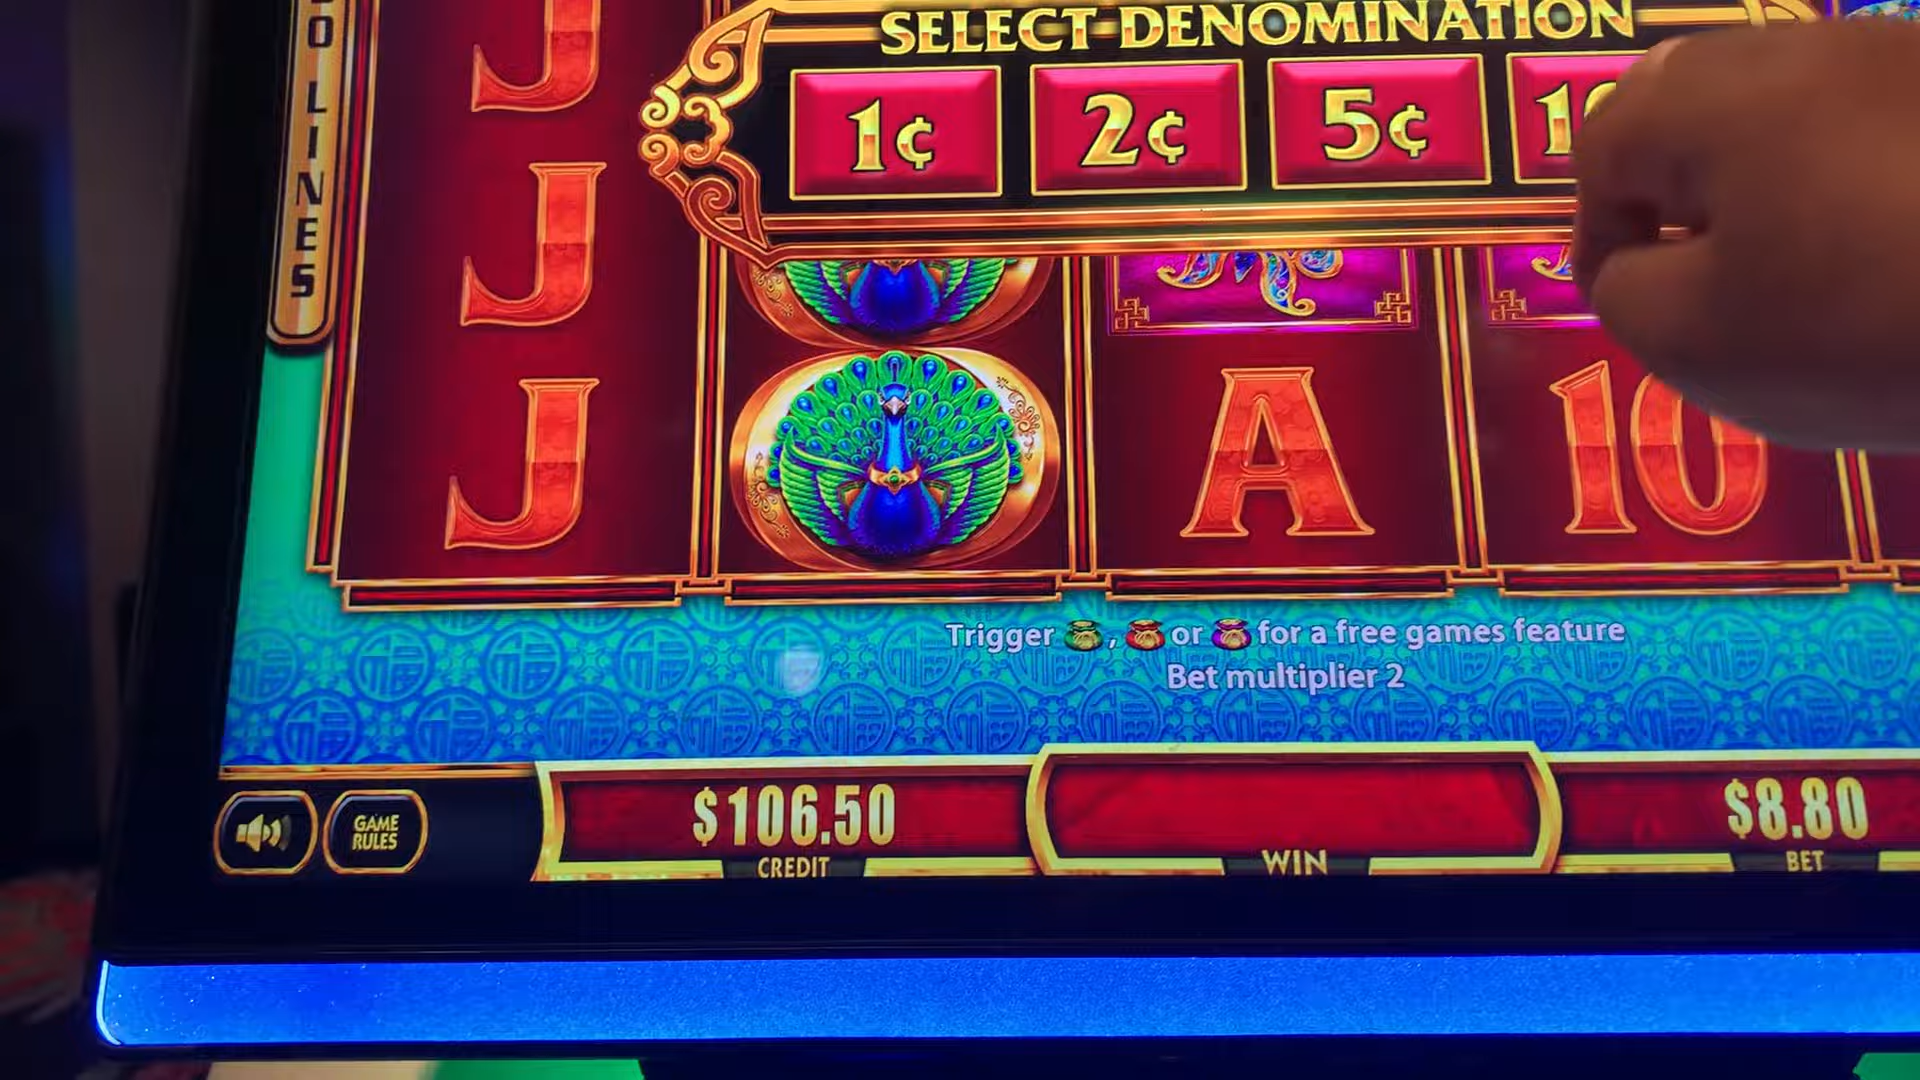 SELECT DENOMINATION
1¢ 2¢ 5¢
LINES
J
J
J
A
10
Trigger , or for a free games feature
Bet multiplier 2
GAME RULES
$106.50
CREDIT
WIN
$8.80
BET